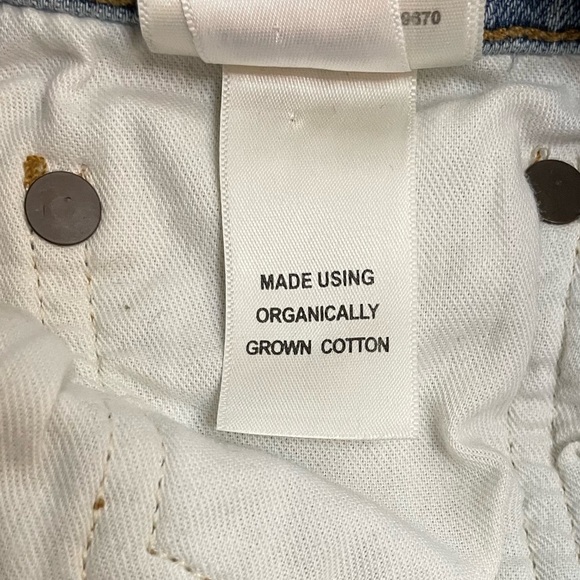 9670
MADE USING
ORGANICALLY
GROWN COTTON